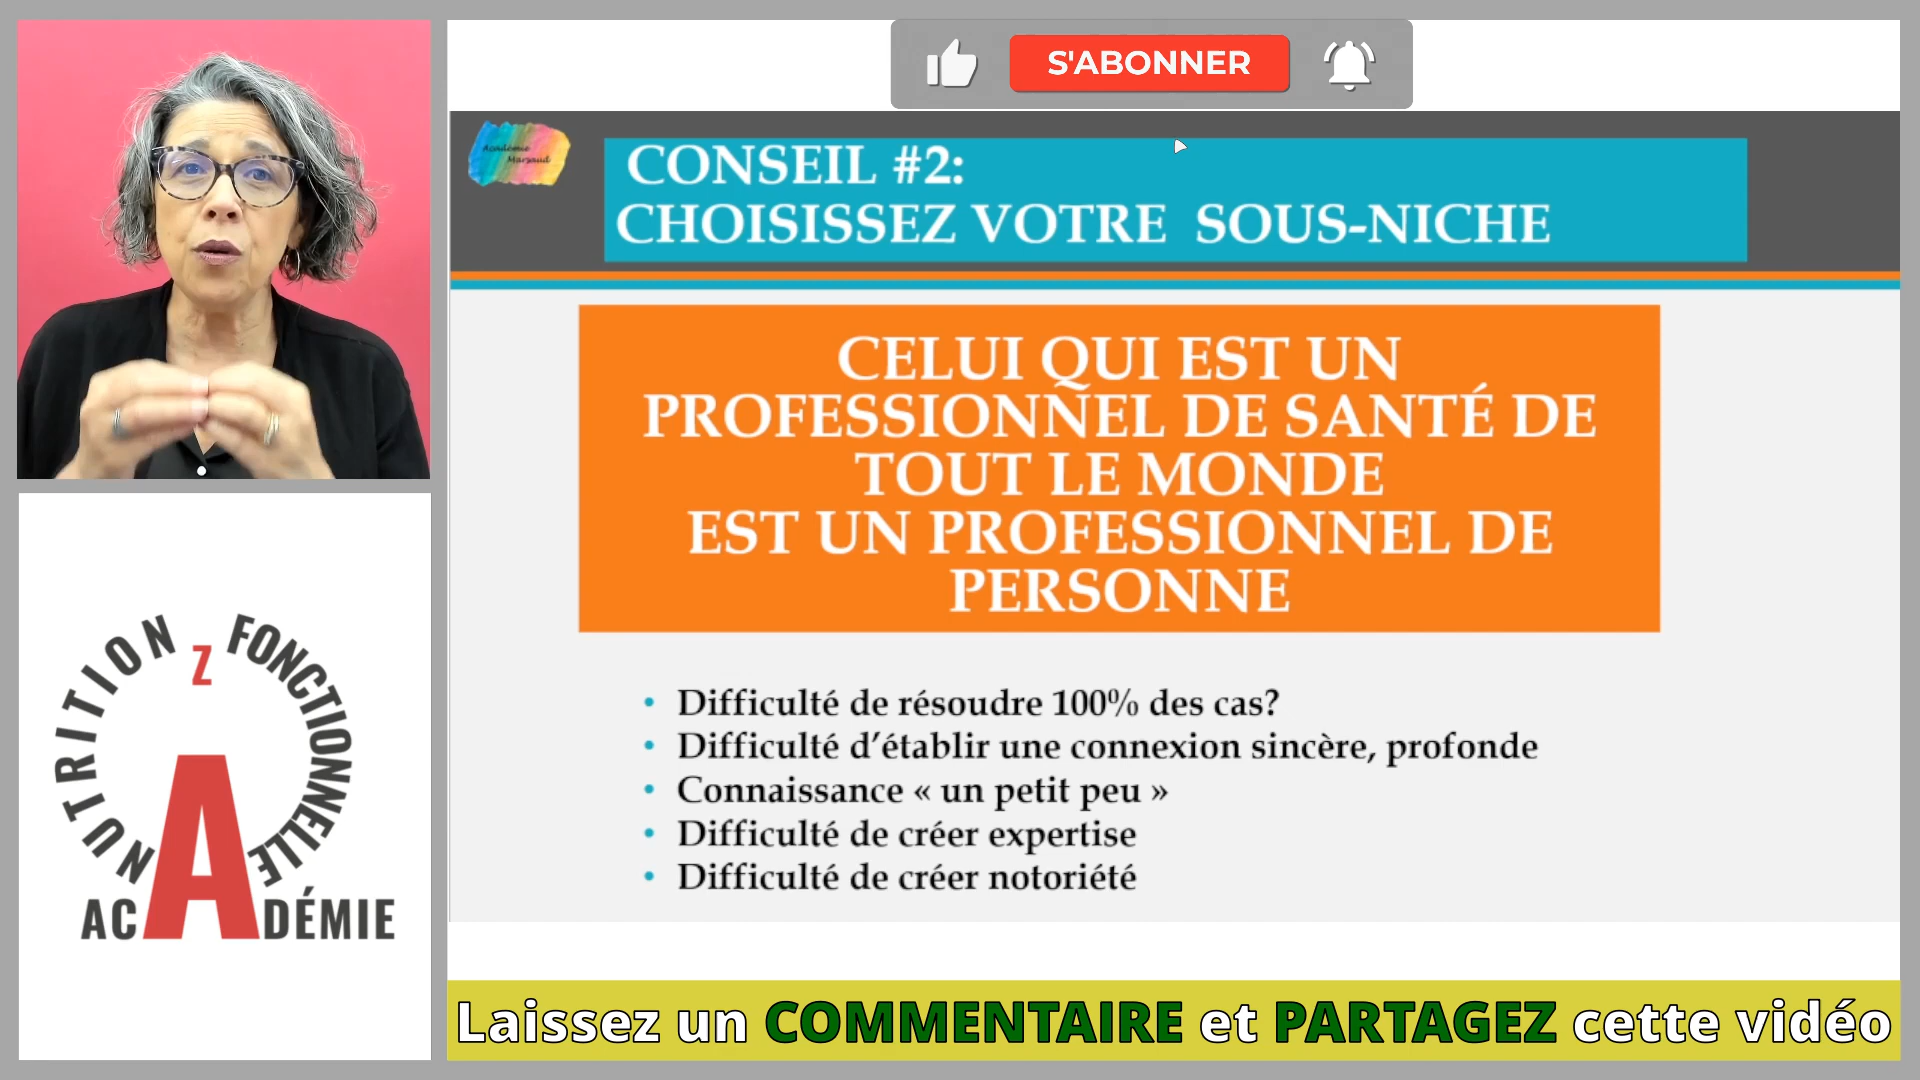 S'ABONNER
Académie
Marsaud
CONSEIL #2:
CHOISISSEZ VOTRE SOUS-NICHE
CELUI QUI EST UN
PROFESSIONNEL DE SANTÉ DE
TOUT LE MONDE
EST UN PROFESSIONNEL DE
PERSONNE
• Difficulté de résoudre 100% des cas?
• Difficulté d’établir une connexion sincère, profonde
• Connaissance « un petit peu »
• Difficulté de créer expertise
• Difficulté de créer notoriété
NUTRITION Z FONCTIONNELLE
ACADÉMIE
Laissez un COMMENTAIRE et PARTAGEZ cette vidéo